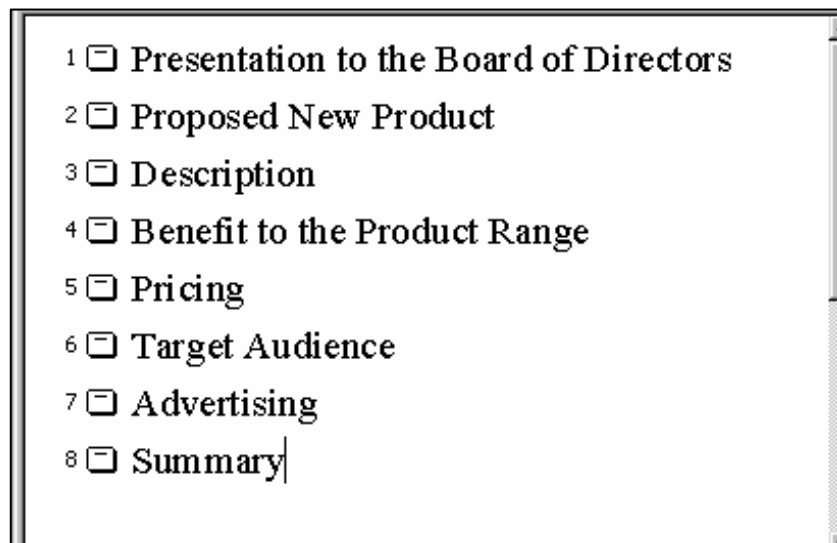 1 Presentation to the Board of Directors
2 Proposed New Product
3 Description
4 Benefit to the Product Range
5 Pricing
6 Target Audience
7 Advertising
8 Summary